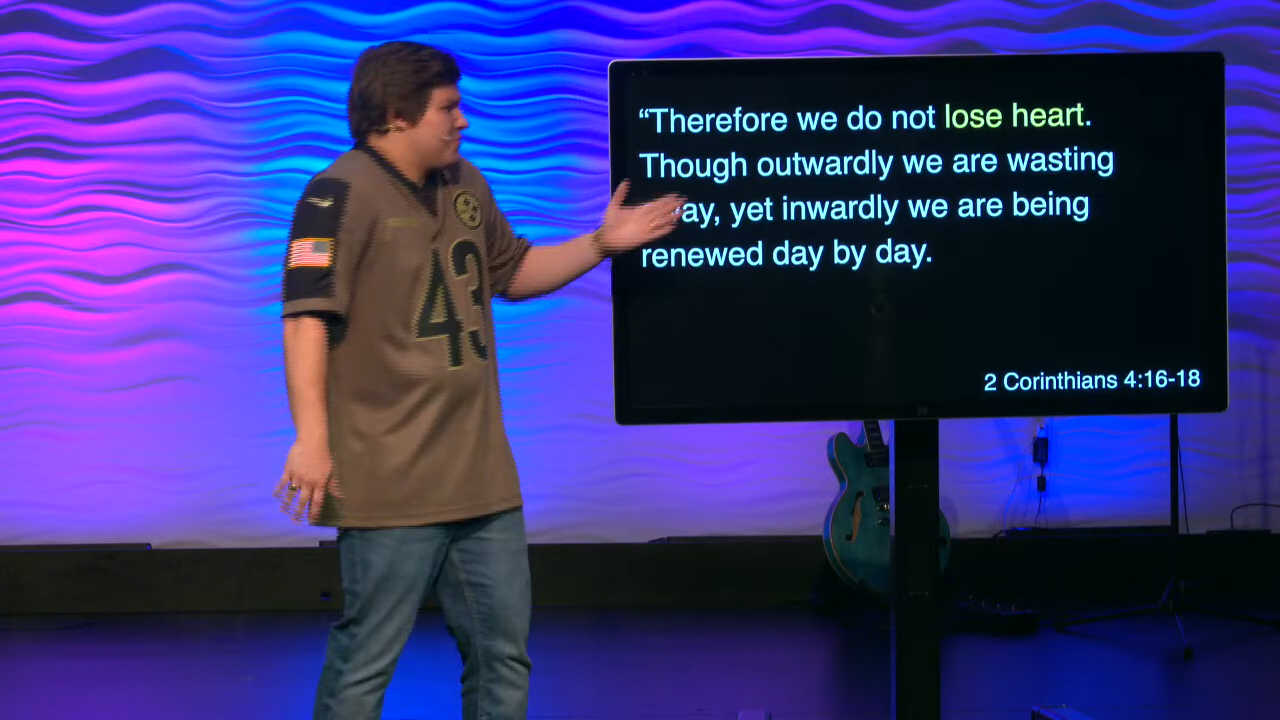 “Therefore we do not lose heart.
Though outwardly we are wasting
ay, yet inwardly we are being
renewed day by day.
2 Corinthians 4:16-18
43